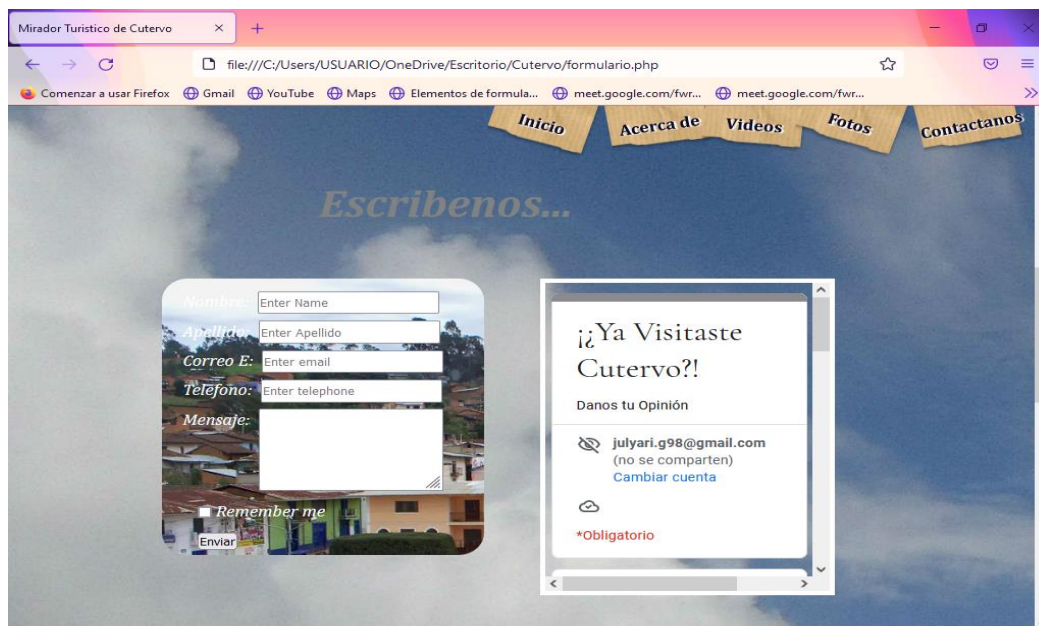 Mirador Turistico de Cutervo
file:///C:/Users/USUARIO/OneDrive/Escritorio/Cutervo/formulario.php
Comenzar a usar Firefox Gmail YouTube Maps Elementos de formula... meet.google.com/fwr... meet.google.com/fwr...
Inicio Acerca de Videos Fotos Contactanos
Escribenos...
Nombre: Enter Name
Apellido: Enter Apellido
Correo E: Enter email
Teléfono: Enter telephone
Mensaje:
Remember me
Enviar
¡¿Ya Visitaste
Cutervo?!
Danos tu Opinión
julyari.g98@gmail.com
(no se comparten)
Cambiar cuenta
*Obligatorio